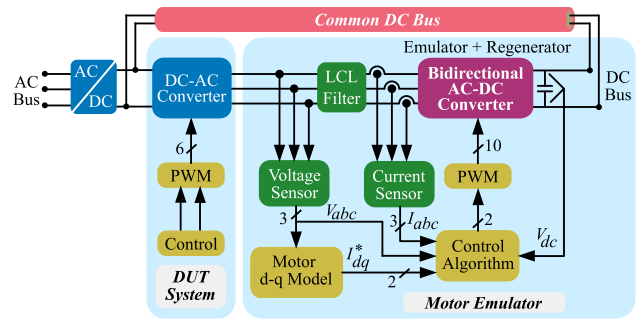 Common DC Bus
Emulator + Regenerator
AC
DC
DC-AC
Converter
LCL
Filter
Bidirectional
AC-DC
Converter
DC
Bus
AC
Bus
6
10
PWM
Voltage
Sensor
Current
Sensor
PWM
3
Vabc
3
Iabc
2
Vdc
Control
Motor
d-q Model
I*dq
2
Control
Algorithm
DUT
System
Motor Emulator